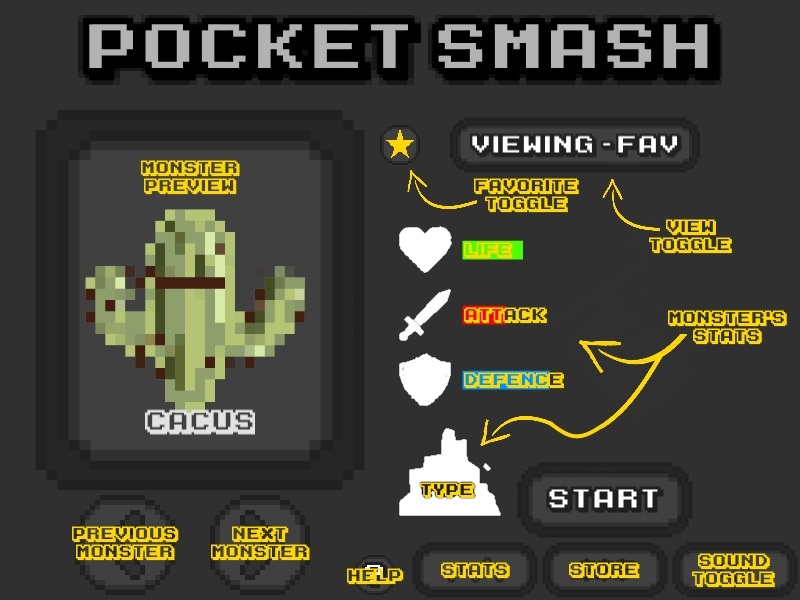 POCKET SMASH
VIEWING - FAV
MONSTER
PREVIEW
FAVORITE
TOGGLE
VIEW
TOGGLE
LIFE
ATTACK
MONSTER'S
STATS
DEFENCE
CACUS
TYPE
START
PREVIOUS
MONSTER
NEXT
MONSTER
HELP
STATS
STORE
SOUND
TOGGLE